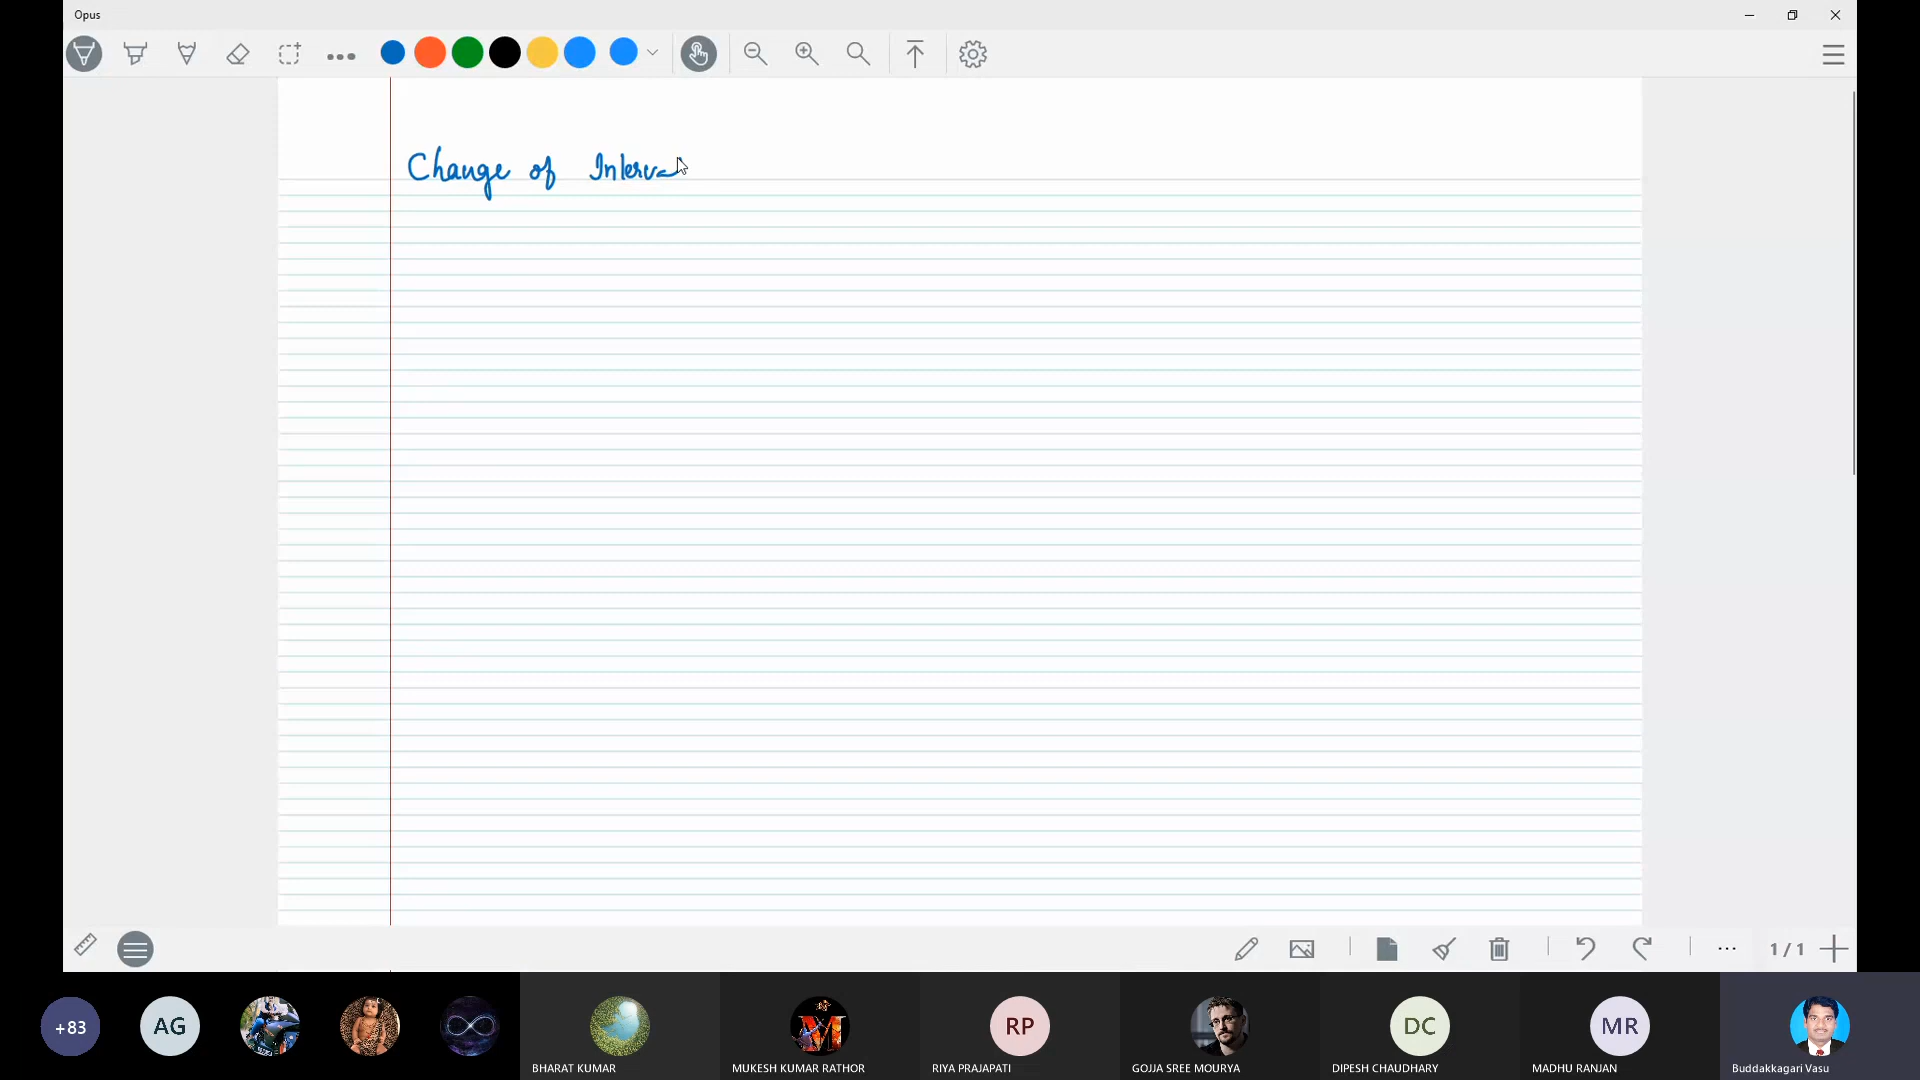 Opus
Change of Interva
1 / 1
+83
AG
RP
DC
MR
BHARAT KUMAR
MUKESH KUMAR RATHOR
RIYA PRAJAPATI
GOJJA SREE MOURYA
DIPESH CHAUDHARY
MADHU RANJAN
Buddakkagari Vasu